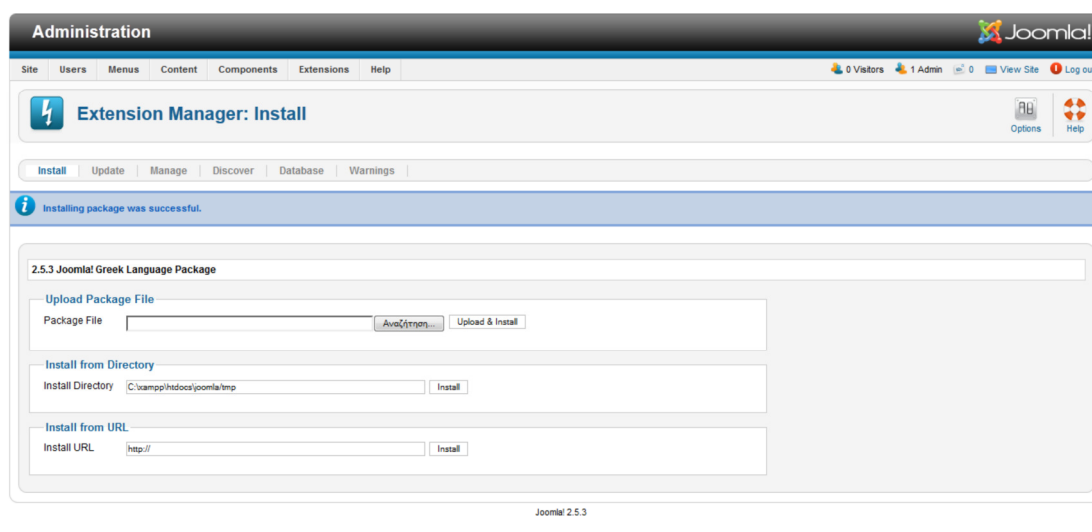 Administration
Joomla!
Site Users Menus Content Components Extensions Help 0 Visitors 1 Admin 0 View Site Log ou
Extension Manager: Install
Options Help
Install Update Manage Discover Database Warnings
Installing package was successful.
2.5.3 Joomla! Greek Language Package
Upload Package File
Package File Αναζήτηση... Upload & Install
Install from Directory
Install Directory C:\xampp\htdocs\joomla/tmp Install
Install from URL
Install URL http:// Install
Joomla! 2.5.3